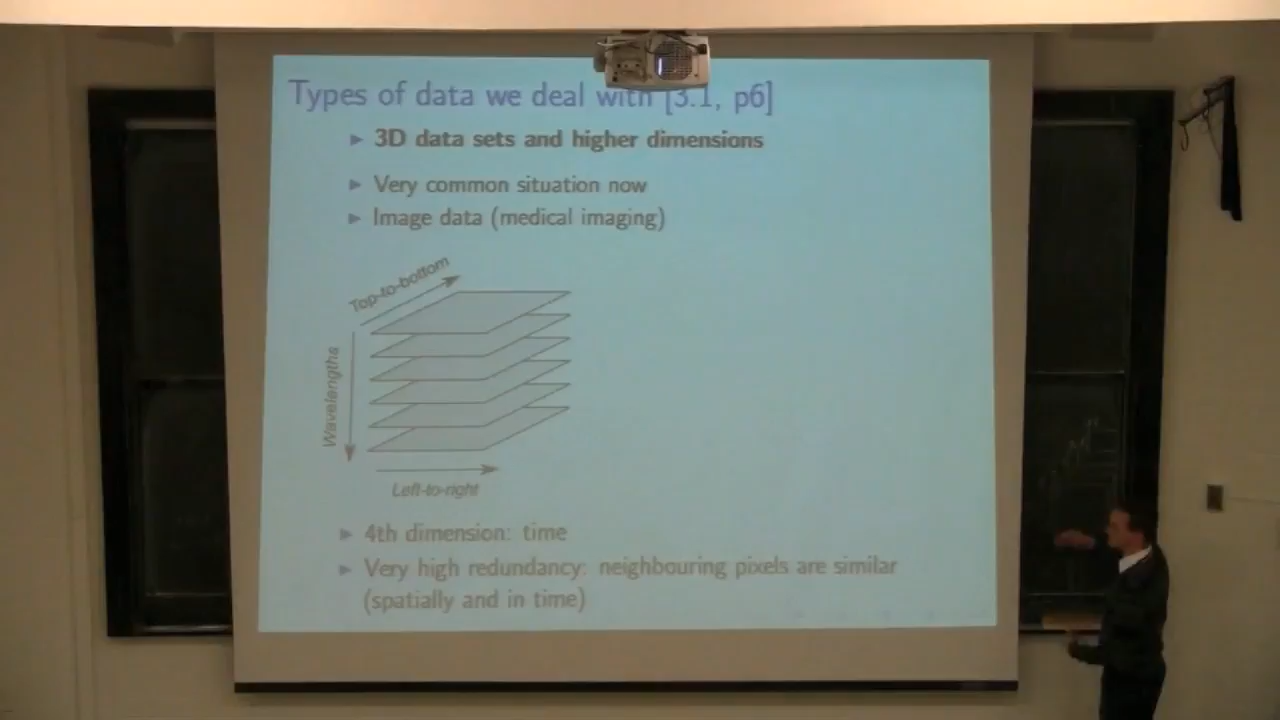 Types of data we deal with [3.1, p6]
▶ 3D data sets and higher dimensions
▶ Very common situation now
▶ Image data (medical imaging)
Top-to-bottom
Wavelengths
Left-to-right
▶ 4th dimension: time
▶ Very high redundancy: neighbouring pixels are similar
(spatially and in time)